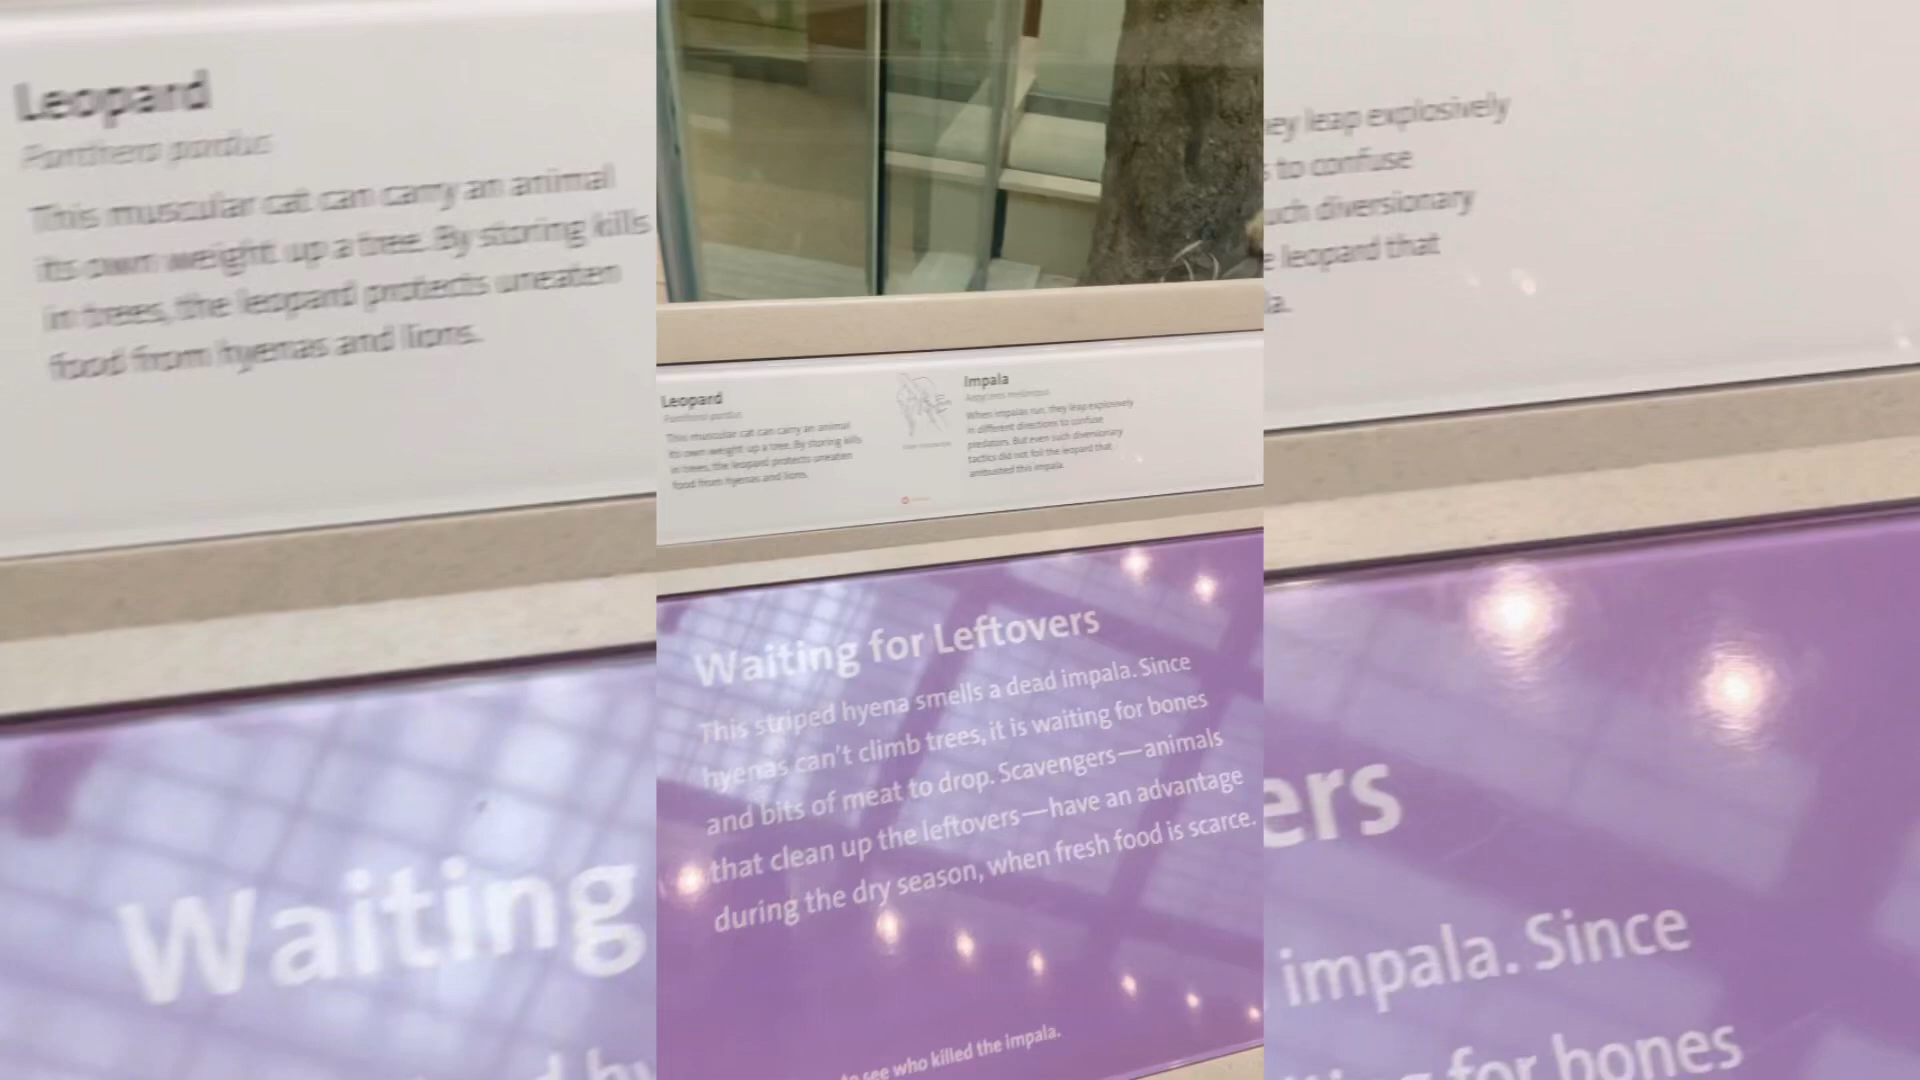 Leopard
Panthera pardus
This muscular cat can carry an animal
its own weight up a tree. By storing kills
in trees, the leopard protects uneaten
food from hyenas and lions.
Impala
Aepyceros melampus
When impalas run, they leap explosively
in different directions to confuse
predators. But even such diversionary
tactics did not foil the leopard that
ambushed this impala.
Waiting for Leftovers
This striped hyena smells a dead impala. Since
hyenas can't climb trees, it is waiting for bones
and bits of meat to drop. Scavengers—animals
that clean up the leftovers—have an advantage
during the dry season, when fresh food is scarce.
to see who killed the impala.